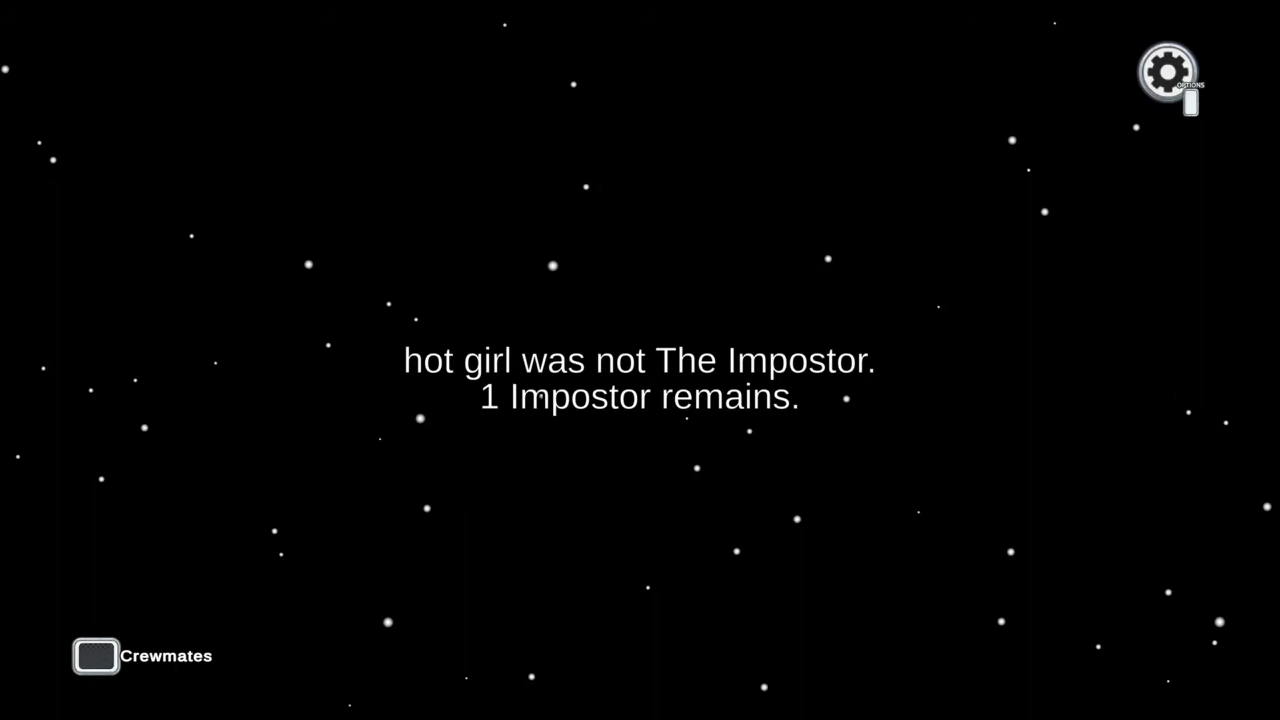 OPTIONS
hot girl was not The Impostor.
1 Impostor remains.
Crewmates